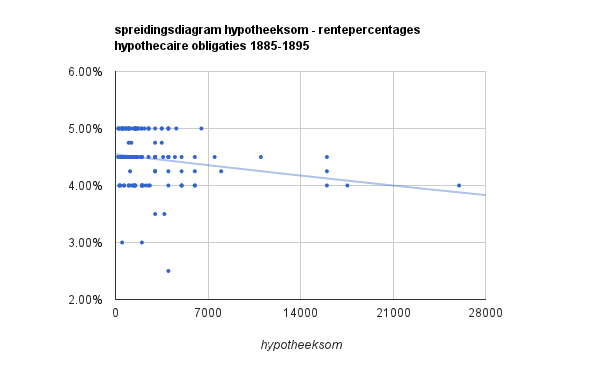 spreidingsdiagram hypotheeksom - rentepercentages
hypothecaire obligaties 1885-1895
6.00%
5.00%
4.00%
3.00%
2.00%
0 7000 14000 21000 28000
hypotheeksom